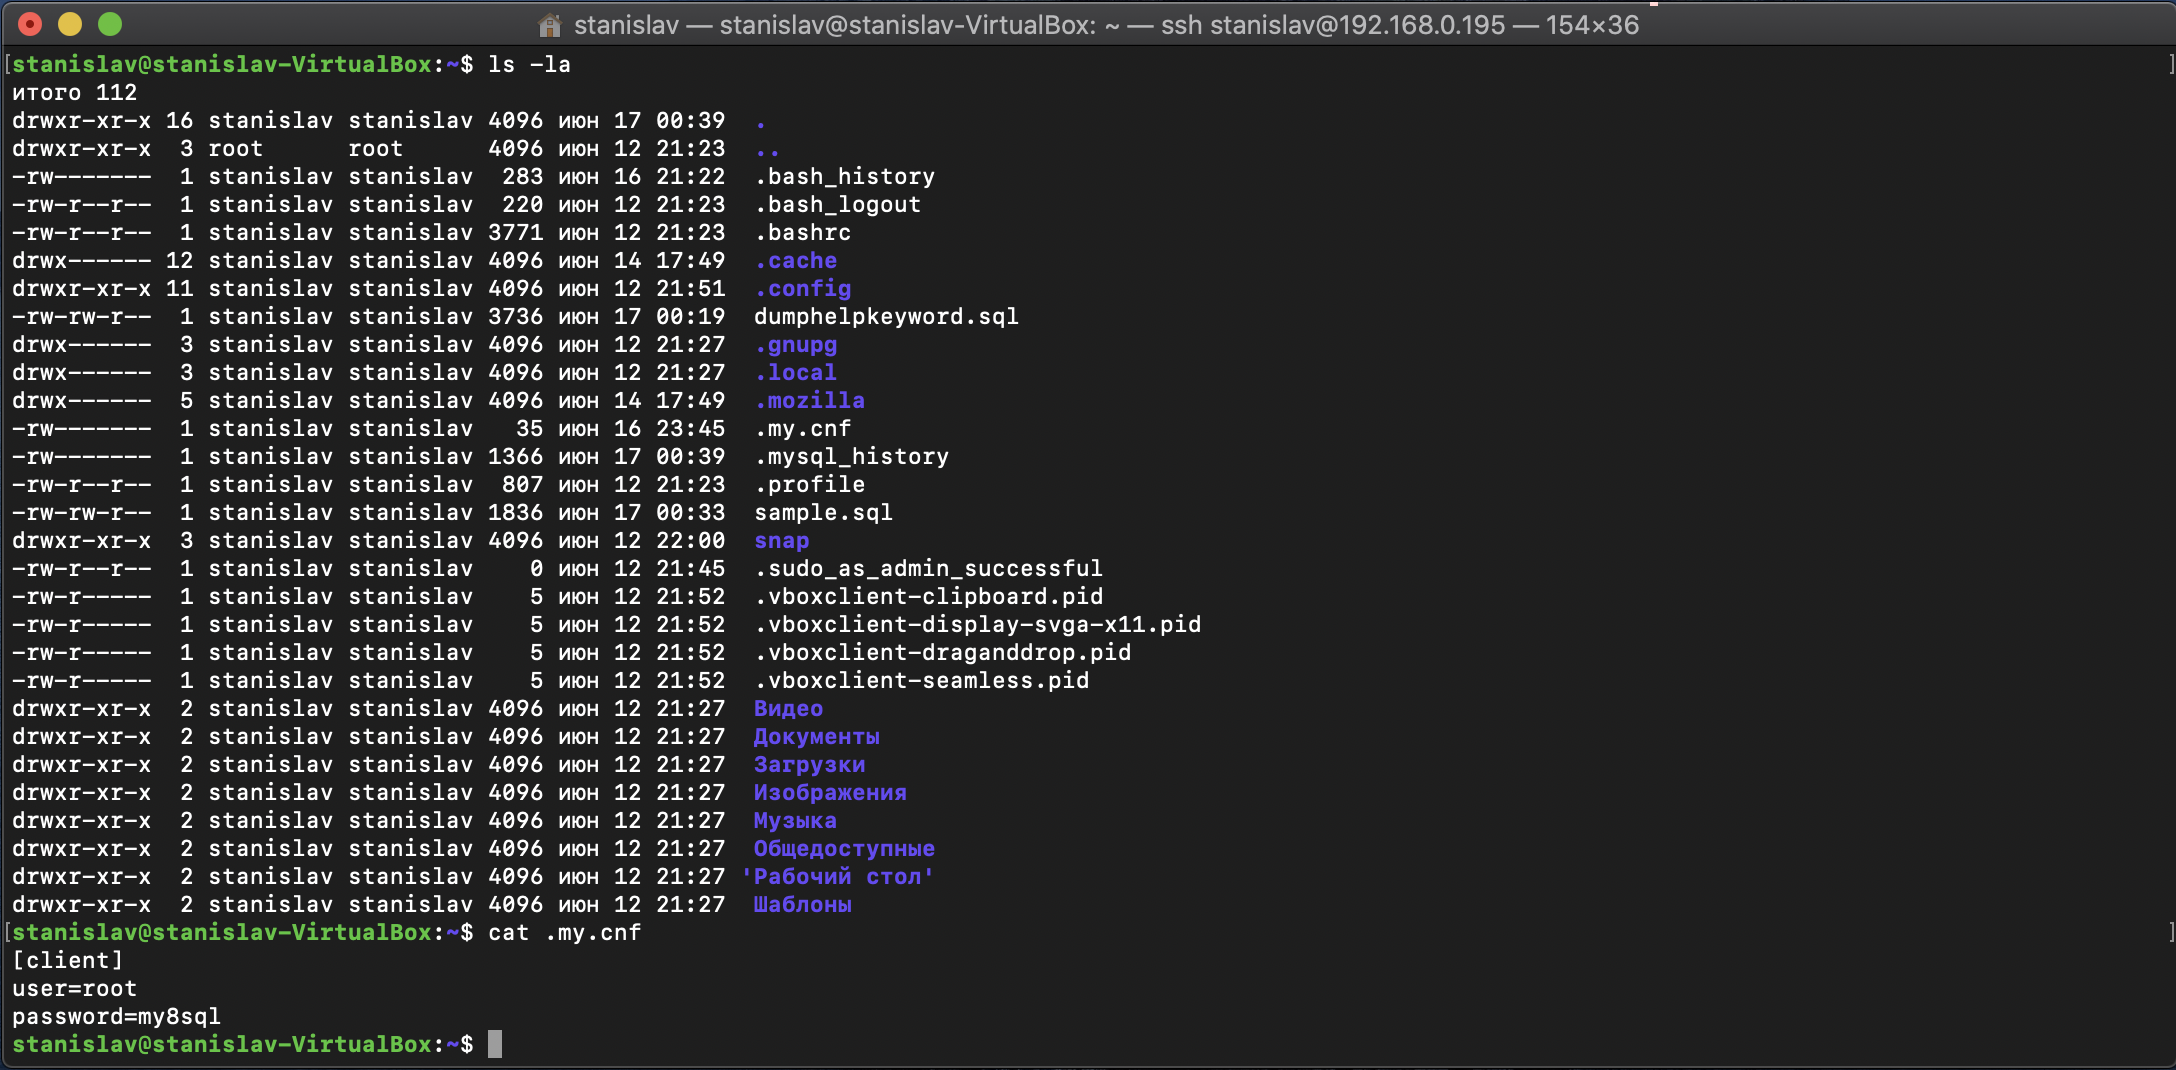 stanislav — stanislav@stanislav-VirtualBox: ~ — ssh stanislav@192.168.0.195 — 154×36
[stanislav@stanislav-VirtualBox:~$ ls -la ]
итого 112
drwxr-xr-x 16 stanislav stanislav 4096 июн 17 00:39 .
drwxr-xr-x  3 root      root      4096 июн 12 21:23 ..
-rw-------  1 stanislav stanislav  283 июн 16 21:22 .bash_history
-rw-r--r--  1 stanislav stanislav  220 июн 12 21:23 .bash_logout
-rw-r--r--  1 stanislav stanislav 3771 июн 12 21:23 .bashrc
drwx------ 12 stanislav stanislav 4096 июн 14 17:49 .cache
drwxr-xr-x 11 stanislav stanislav 4096 июн 12 21:51 .config
-rw-rw-r--  1 stanislav stanislav 3736 июн 17 00:19 dumphelpkeyword.sql
drwx------  3 stanislav stanislav 4096 июн 12 21:27 .gnupg
drwx------  3 stanislav stanislav 4096 июн 12 21:27 .local
drwx------  5 stanislav stanislav 4096 июн 14 17:49 .mozilla
-rw-------  1 stanislav stanislav   35 июн 16 23:45 .my.cnf
-rw-------  1 stanislav stanislav 1366 июн 17 00:39 .mysql_history
-rw-r--r--  1 stanislav stanislav  807 июн 12 21:23 .profile
-rw-rw-r--  1 stanislav stanislav 1836 июн 17 00:33 sample.sql
drwxr-xr-x  3 stanislav stanislav 4096 июн 12 22:00 snap
-rw-r--r--  1 stanislav stanislav    0 июн 12 21:45 .sudo_as_admin_successful
-rw-r-----  1 stanislav stanislav    5 июн 12 21:52 .vboxclient-clipboard.pid
-rw-r-----  1 stanislav stanislav    5 июн 12 21:52 .vboxclient-display-svga-x11.pid
-rw-r-----  1 stanislav stanislav    5 июн 12 21:52 .vboxclient-draganddrop.pid
-rw-r-----  1 stanislav stanislav    5 июн 12 21:52 .vboxclient-seamless.pid
drwxr-xr-x  2 stanislav stanislav 4096 июн 12 21:27 Видео
drwxr-xr-x  2 stanislav stanislav 4096 июн 12 21:27 Документы
drwxr-xr-x  2 stanislav stanislav 4096 июн 12 21:27 Загрузки
drwxr-xr-x  2 stanislav stanislav 4096 июн 12 21:27 Изображения
drwxr-xr-x  2 stanislav stanislav 4096 июн 12 21:27 Музыка
drwxr-xr-x  2 stanislav stanislav 4096 июн 12 21:27 Общедоступные
drwxr-xr-x  2 stanislav stanislav 4096 июн 12 21:27 'Рабочий стол'
drwxr-xr-x  2 stanislav stanislav 4096 июн 12 21:27 Шаблоны
[stanislav@stanislav-VirtualBox:~$ cat .my.cnf ]
[client]
user=root
password=my8sql
stanislav@stanislav-VirtualBox:~$